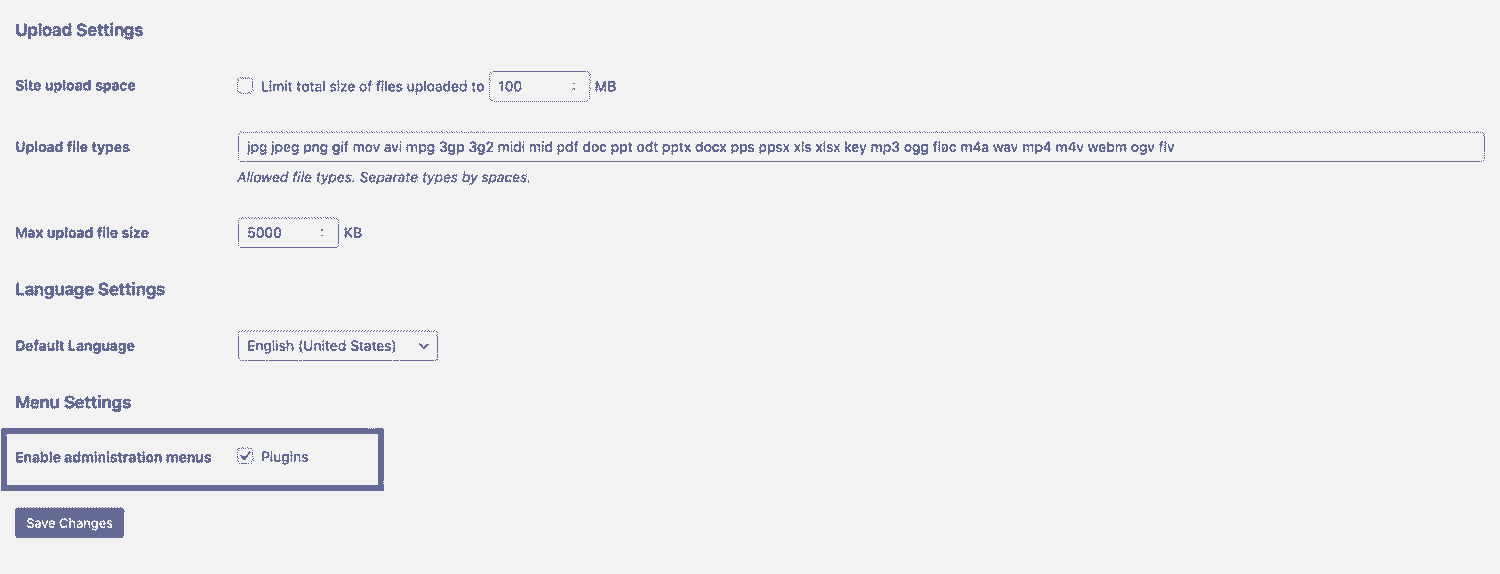 Upload Settings
Site upload space Limit total size of files uploaded to 100 MB
Upload file types jpg jpeg png gif mov avi mpg 3gp 3g2 midi mid pdf doc ppt odt pptx docx pps ppsx xls xlsx key mp3 ogg flac m4a wav mp4 m4v webm ogv flv
Allowed file types. Separate types by spaces.
Max upload file size 5000 KB
Language Settings
Default Language English (United States)
Menu Settings
Enable administration menus Plugins
Save Changes